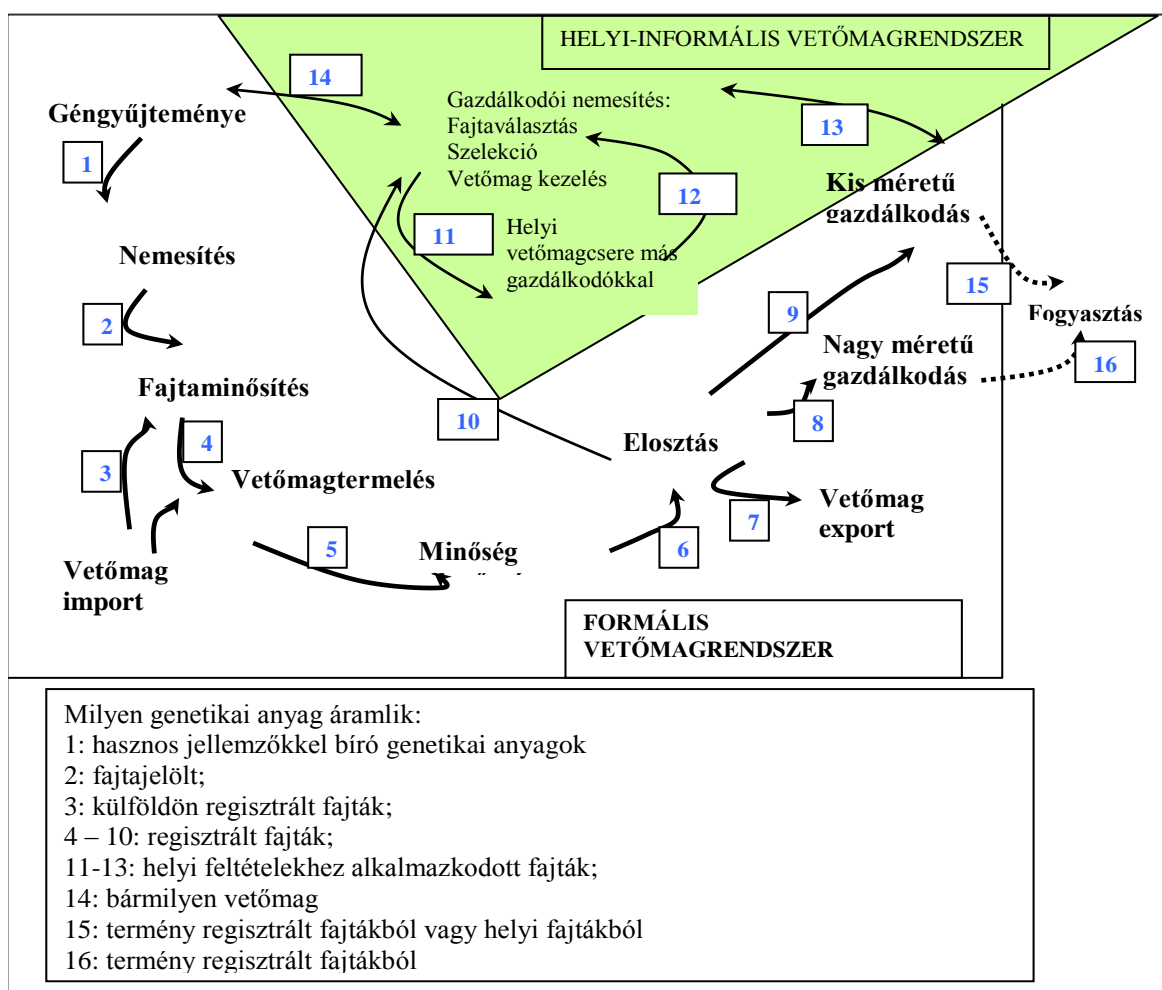 HELYI-INFORMÁLIS VETŐMAGRENDSZER
14
Géngyűjteménye
1
Gazdálkodói nemesítés:
Fajtaválasztás
Szelekció
Vetőmag kezelés
13
12
Kis méretű
gazdálkodás
11
Helyi
vetőmagcsere más
gazdálkodókkal
Nemesítés
2
15
Fogyasztás
9
Nagy méretű
gazdálkodás
16
Fajtaminősítés
10
8
4
3
Elosztás
Vetőmagtermelés
Vetőmag
export
7
5
Minőség
6
Vetőmag
import
FORMÁLIS
VETŐMAGRENDSZER
Milyen genetikai anyag áramlik:
1: hasznos jellemzőkkel bíró genetikai anyagok
2: fajtajelölt;
3: külföldön regisztrált fajták;
4 – 10: regisztrált fajták;
11-13: helyi feltételekhez alkalmazkodott fajták;
14: bármilyen vetőmag
15: termény regisztrált fajtákból vagy helyi fajtákból
16: termény regisztrált fajtákból